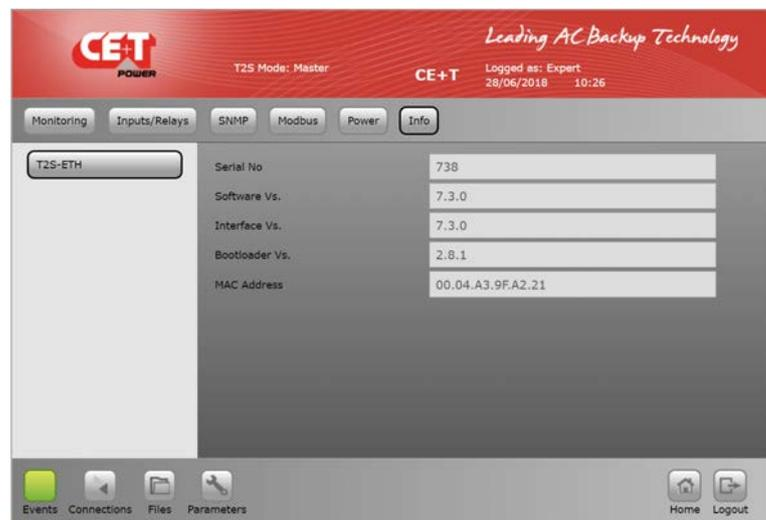 CE+T
POWER
Leading AC Backup Technology
T2S Mode: Master
CE+T
Logged as: Expert
28/06/2018 10:26
Monitoring Inputs/Relays SNMP Modbus Power Info
T2S-ETH
Serial No 738
Software Vs. 7.3.0
Interface Vs. 7.3.0
Bootloader Vs. 2.8.1
MAC Address 00.04.A3.9F.A2.21
Events Connections Files Parameters Home Logout